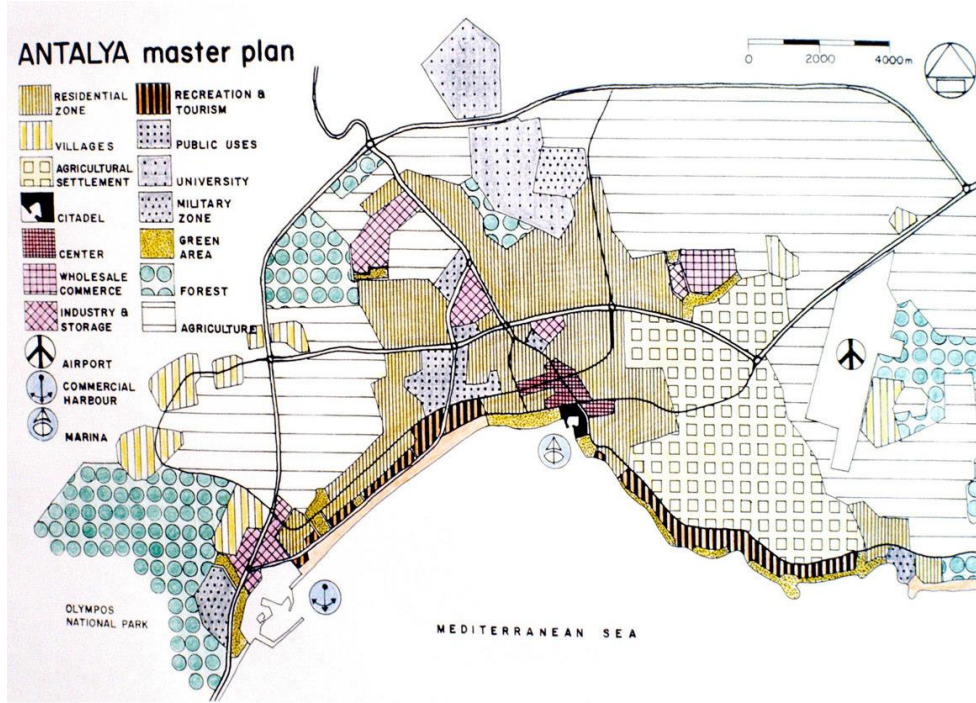 ANTALYA master plan
RESIDENTIAL
ZONE
VILLAGES
AGRICULTURAL
SETTLEMENT
CITADEL
CENTER
WHOLESALE
COMMERCE
INDUSTRY &
STORAGE
AIRPORT
COMMERCIAL
HARBOUR
MARINA
RECREATION &
TOURISM
PUBLIC USES
UNIVERSITY
MILITARY
ZONE
GREEN
AREA
FOREST
AGRICULTURE
0 2000 4000m
OLYMPOS
NATIONAL PARK
MEDITERRANEAN SEA